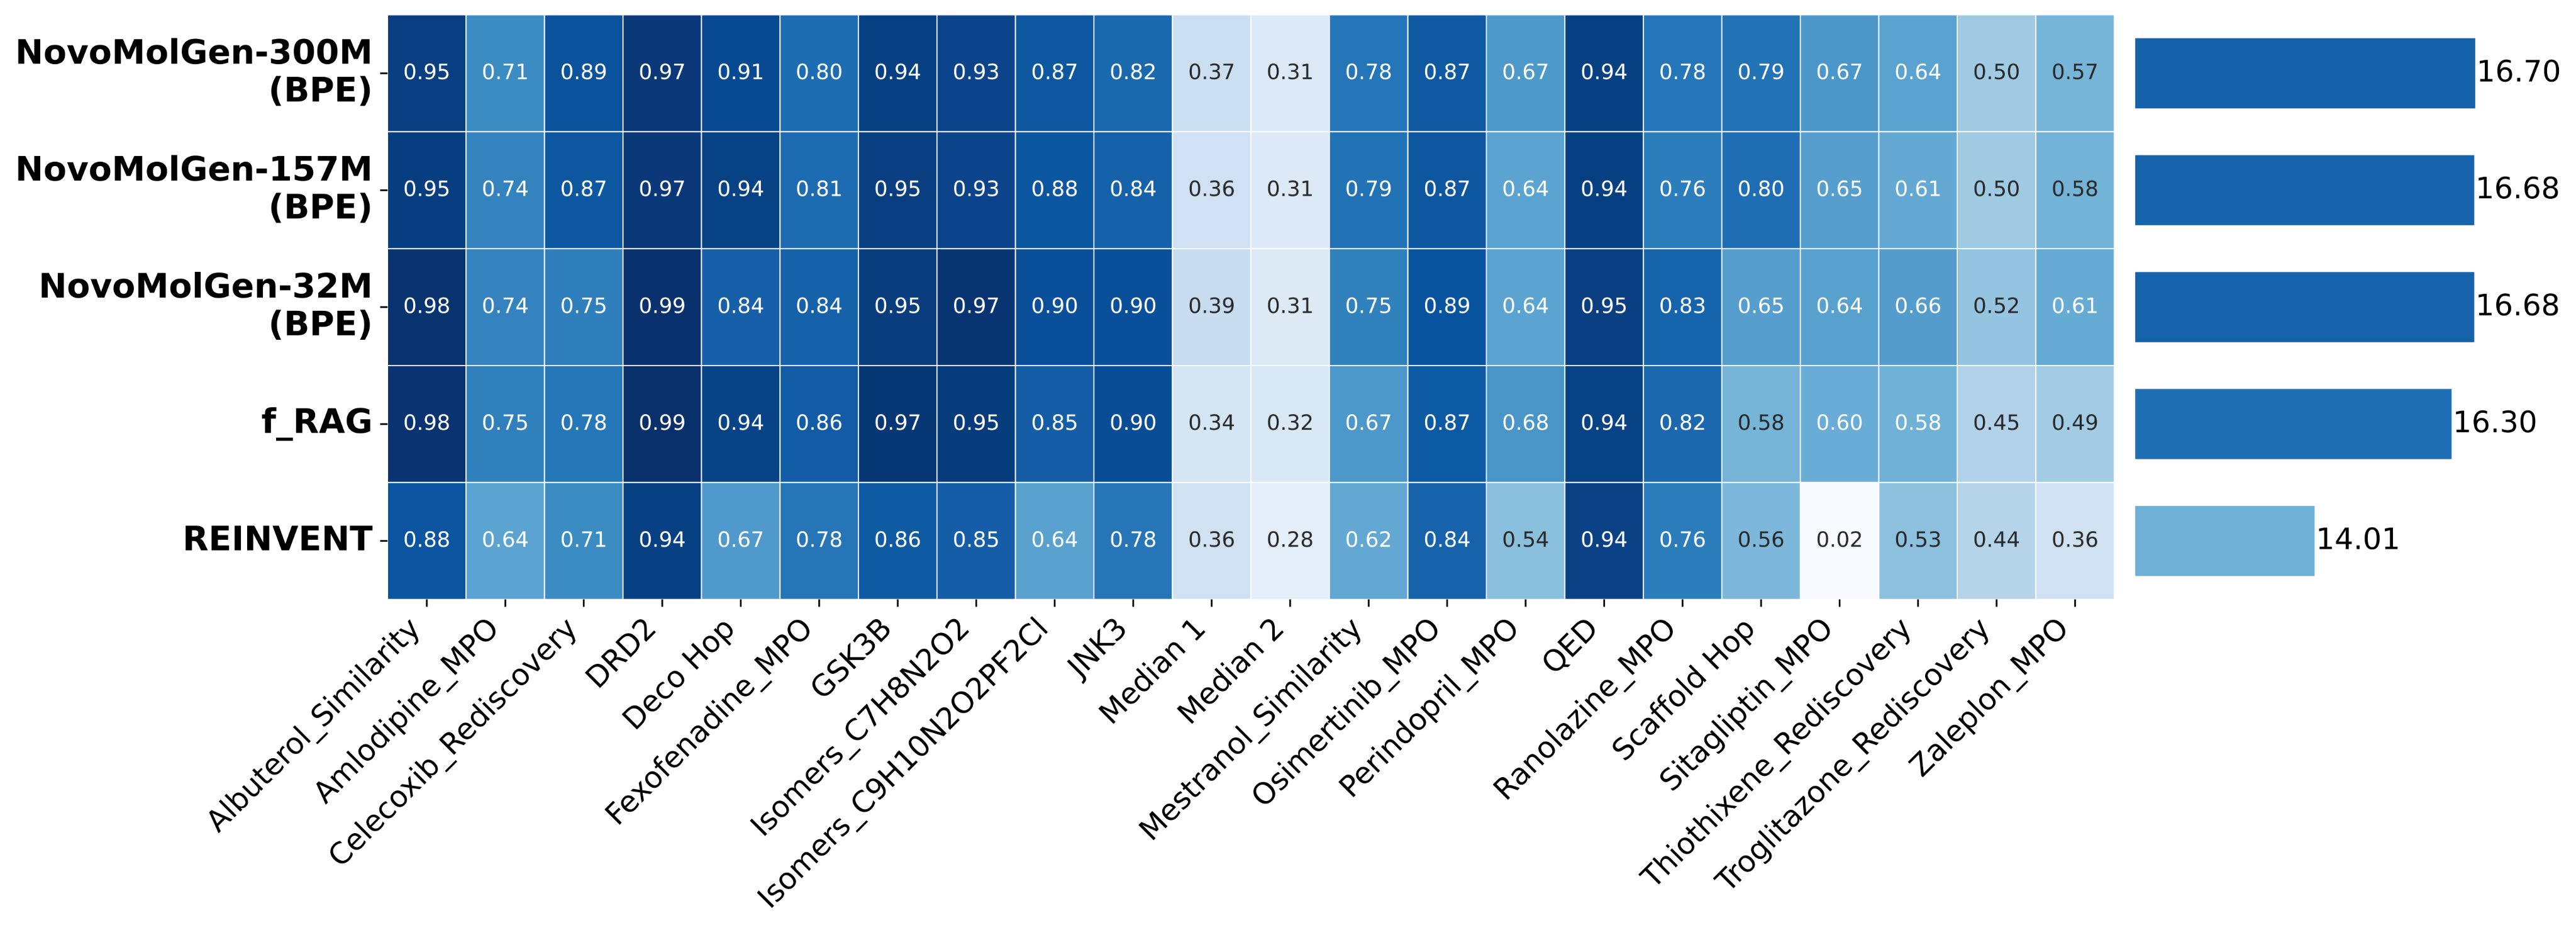 NovoMolGen-300M
(BPE)
0.95 0.71 0.89 0.97 0.91 0.80 0.94 0.93 0.87 0.82 0.37 0.31 0.78 0.87 0.67 0.94 0.78 0.79 0.67 0.64 0.50 0.57
16.70
NovoMolGen-157M
(BPE)
0.95 0.74 0.87 0.97 0.94 0.81 0.95 0.93 0.88 0.84 0.36 0.31 0.79 0.87 0.64 0.94 0.76 0.80 0.65 0.61 0.50 0.58
16.68
NovoMolGen-32M
(BPE)
0.98 0.74 0.75 0.99 0.84 0.84 0.95 0.97 0.90 0.90 0.39 0.31 0.75 0.89 0.64 0.95 0.83 0.65 0.64 0.66 0.52 0.61
16.68
f_RAG
0.98 0.75 0.78 0.99 0.94 0.86 0.97 0.95 0.85 0.90 0.34 0.32 0.67 0.87 0.68 0.94 0.82 0.58 0.60 0.58 0.45 0.49
16.30
REINVENT
0.88 0.64 0.71 0.94 0.67 0.78 0.86 0.85 0.64 0.78 0.36 0.28 0.62 0.84 0.54 0.94 0.76 0.56 0.02 0.53 0.44 0.36
14.01
Albuterol_Similarity
Amlodipine_MPO
Celecoxib_Rediscovery
DRD2
Deco Hop
Fexofenadine_MPO
GSK3B
Isomers_C7H8N2O2
Isomers_C9H10N2O2PF2Cl
JNK3
Median 1
Median 2
Mestranol_Similarity
Osimertinib_MPO
Perindopril_MPO
QED
Ranolazine_MPO
Scaffold Hop
Sitagliptin_MPO
Thiothixene_Rediscovery
Troglitazone_Rediscovery
Zaleplon_MPO